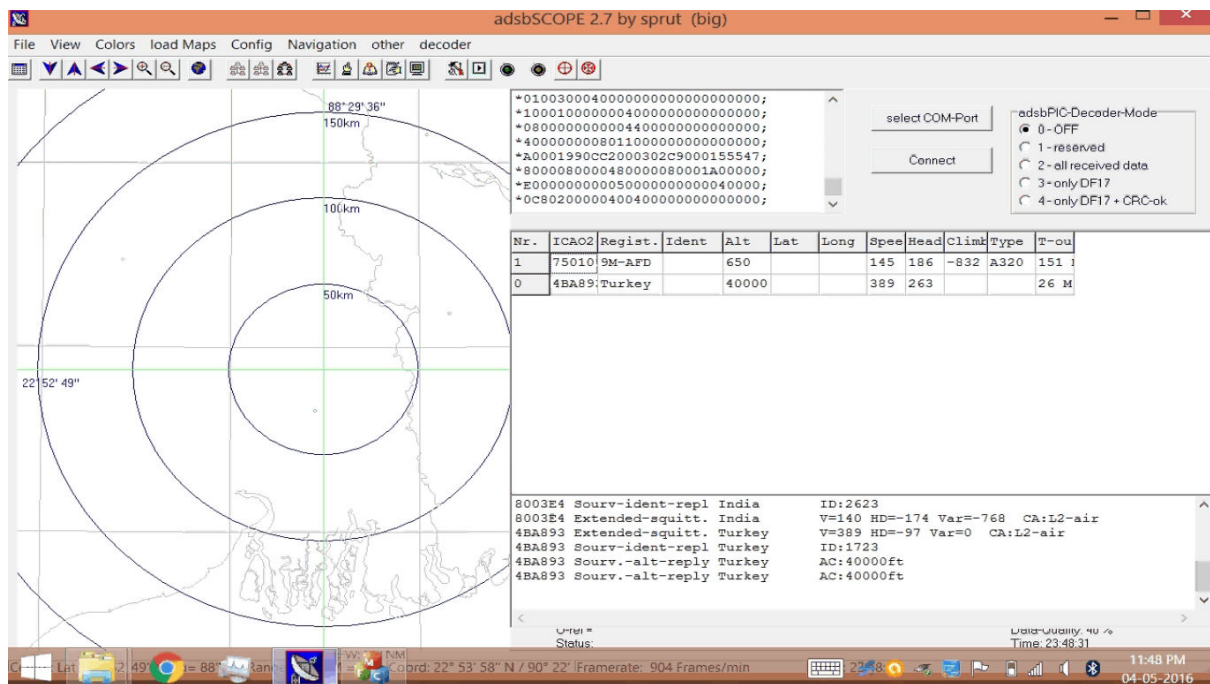 adsbSCOPE 2.7 by sprut (big)
File View Colors load Maps Config Navigation other decoder
88°29'36"
150km
100km
50km
22°52'49"
*01003000400000000000000000;
*10001000000040000000000000;
*08000000044000000000000000;
*40000000080110000000000000;
*A0001990CC2000302C9000155547;
*8000080000480000080001A00000;
*E0000000000500000000000040000;
*0C80200000400400000000000000;
select COM-Port
Connect
adsbPIC-Decoder-Mode
0 - OFF
1 - reserved
2 - all received data
3 - only DF17
4 - only DF17 + CRC-ok
Nr. ICAO2 Regist. Ident Alt Lat Long Spee Head Climb Type T-ou
1 75010 9M-AFD 650 145 186 -832 A320 151
0 4BA89 Turkey 40000 389 263 26 M
8003E4 Sourv-ident-repl India ID:2623
8003E4 Extended-squitt. India V=140 HD=-174 Var=-768 CA:L2-air
4BA893 Extended-squitt. Turkey V=389 HD=-97 Var=0 CA:L2-air
4BA893 Sourv-ident-repl Turkey ID:1723
4BA893 Sourv.-alt-reply Turkey AC:40000ft
4BA893 Sourv.-alt-reply Turkey AC:40000ft
Data-Quality: 40 %
Status: Time: 23:48:31
Coord: 22° 53' 58" N / 90° 22' Framerate: 904 Frames/min
11:48 PM
04-05-2016